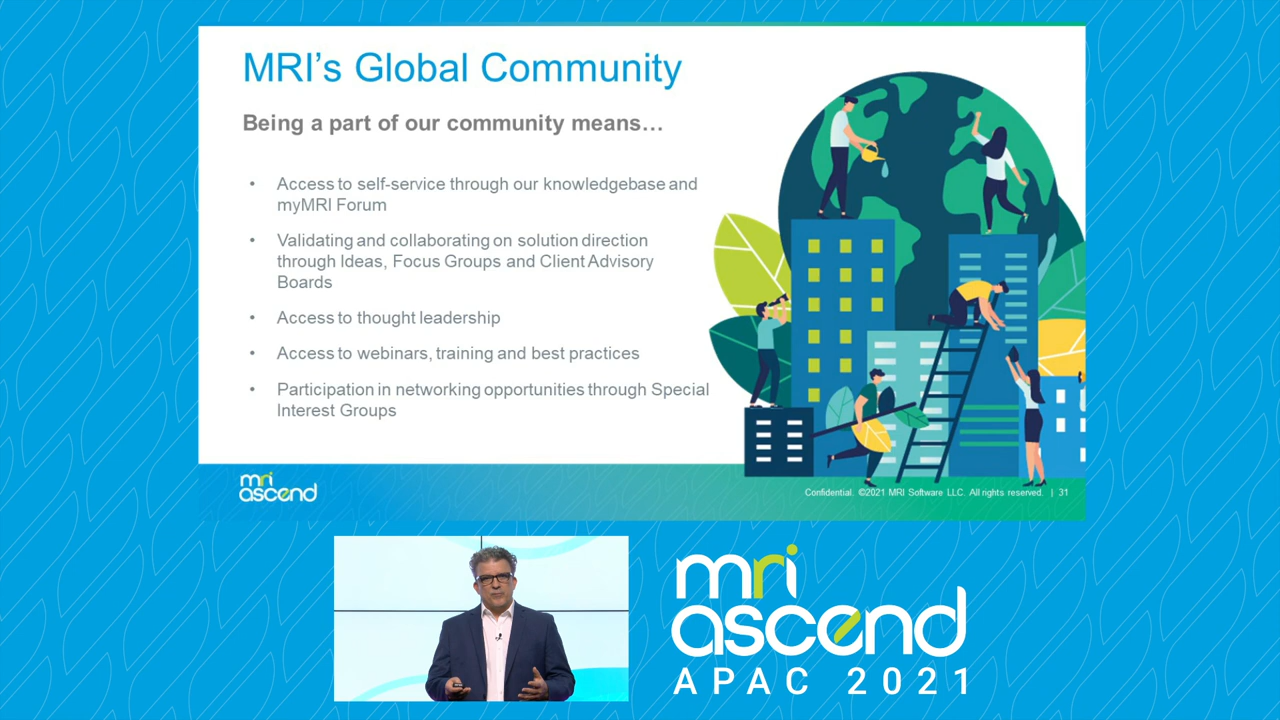 MRI's Global Community
Being a part of our community means…
• Access to self-service through our knowledgebase and
myMRI Forum
• Validating and collaborating on solution direction
through Ideas, Focus Groups and Client Advisory
Boards
• Access to thought leadership
• Access to webinars, training and best practices
• Participation in networking opportunities through Special
Interest Groups
mri
ascend
Confidential. ©2021 MRI Software LLC. All rights reserved. | 31
mri
ascend
APAC 2021